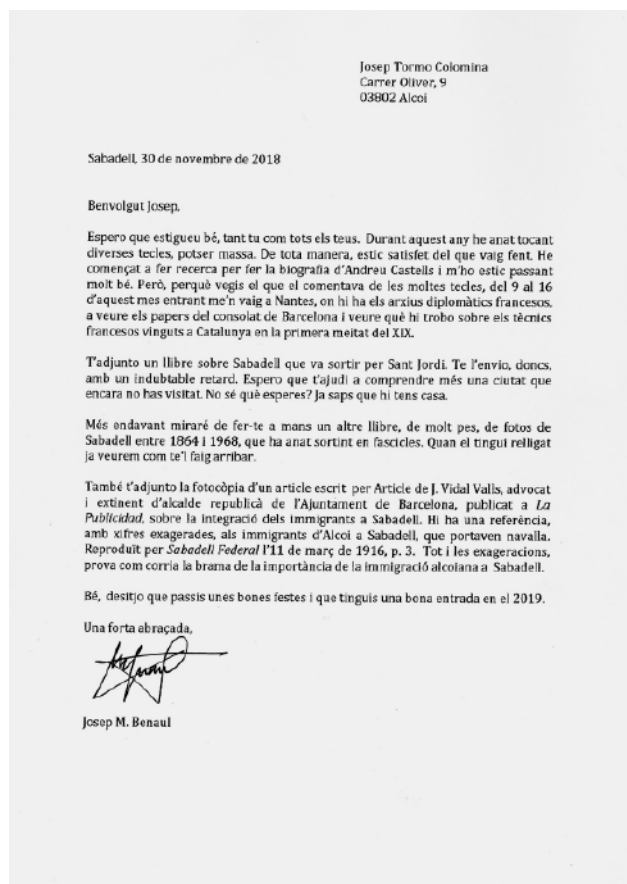 Josep Tormo Colomina
Carrer Oliver, 9
03802 Alcoi
Sabadell, 30 de novembre de 2018
Benvolgut Josep,
Espero que estigueu bé, tant tu com tots els teus. Durant aquest any he anat tocant
diverses tecles, potser massa. De tota manera, estic satisfet del que vaig fent. He
començat a fer recerca per fer la biografia d'Andreu Castells i m'ho estic passant
molt bé. Però, perquè vegis el que el comentava de les moltes tecles, del 9 al 16
d'aquest mes entrant me'n vaig a Nantes, on hi ha els arxius diplomàtics francesos,
a veure els papers del consolat de Barcelona i veure què hi trobo sobre els tècnics
francesos vinguts a Catalunya en la primera meitat del XIX.
T'adjunto un llibre sobre Sabadell que va sortir per Sant Jordi. Te l'envio, doncs,
amb un indubtable retard. Espero que t'ajudi a comprendre més una ciutat que
encara no has visitat. No sé què esperes? Ja saps que hi tens casa.
Més endavant miraré de fer-te a mans un altre llibre, de molt pes, de fotos de
Sabadell entre 1864 i 1968, que ha anat sortint en fascicles. Quan el tingui relligat
ja veurem com te'l faig arribar.
També t'adjunto la fotocòpia d'un article escrit per Article de J. Vidal Valls, advocat
i extinent d'alcalde republicà de l'Ajuntament de Barcelona, publicat a La
Publicidad, sobre la integració dels immigrants a Sabadell. Hi ha una referència,
amb xifres exagerades, als immigrants d'Alcoi a Sabadell, que portaven navalla.
Reproduït per Sabadell Federal l'11 de març de 1916, p. 3. Tot i les exageracions,
prova com corria la brama de la importància de la immigració alcoiana a Sabadell.
Bé, desitjo que passis unes bones festes i que tinguis una bona entrada en el 2019.
Una forta abraçada,
Josep M. Benaul